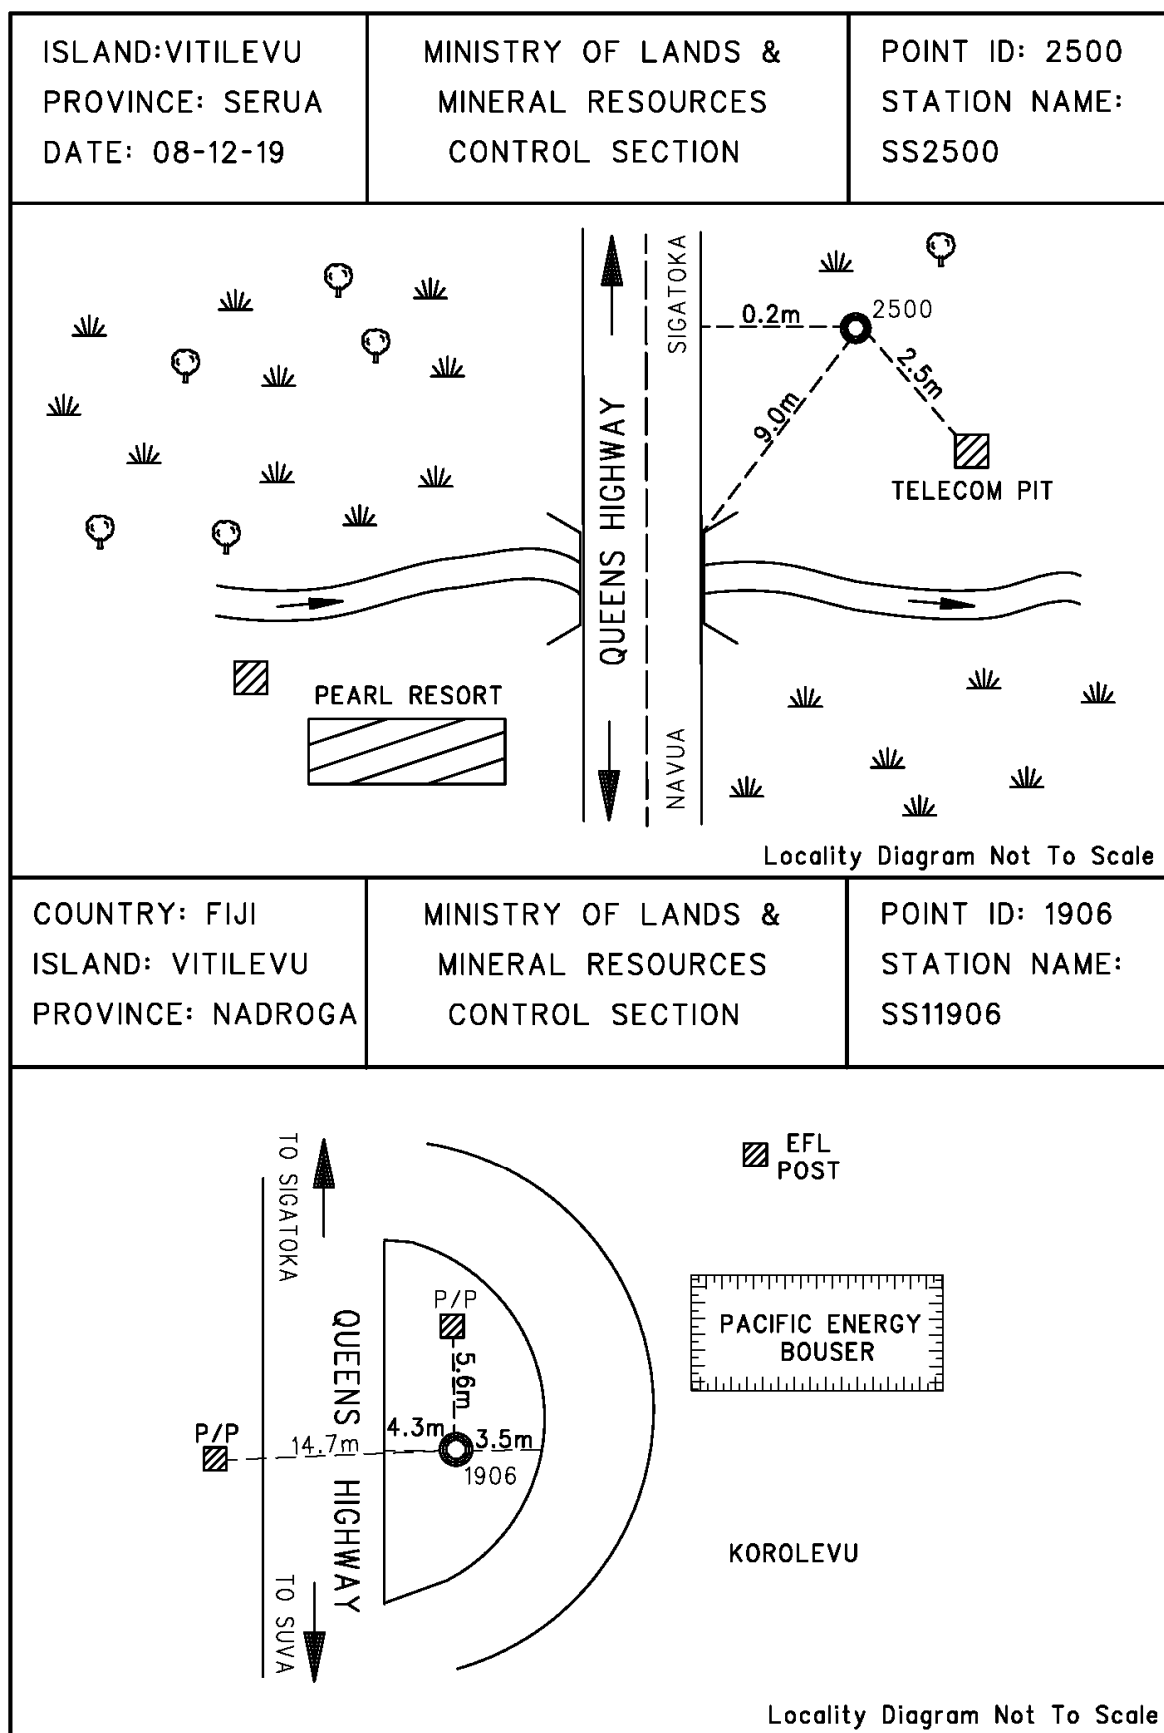 ISLAND:VITILEVU
PROVINCE: SERUA
DATE: 08-12-19
MINISTRY OF LANDS &
MINERAL RESOURCES
CONTROL SECTION
POINT ID: 2500
STATION NAME:
SS2500
SIGATOKA
0.2m
2500
2.5m
9.0m
QUEENS HIGHWAY
TELECOM PIT
PEARL RESORT
NAVUA
Locality Diagram Not To Scale
COUNTRY: FIJI
ISLAND: VITILEVU
PROVINCE: NADROGA
MINISTRY OF LANDS &
MINERAL RESOURCES
CONTROL SECTION
POINT ID: 1906
STATION NAME:
SS11906
TO SIGATOKA
EFL
POST
P/P
QUEENS HIGHWAY
PACIFIC ENERGY
BOUSER
5.6m
P/P
14.7m
4.3m
3.5m
1906
KOROLEVU
TO SUVA
Locality Diagram Not To Scale